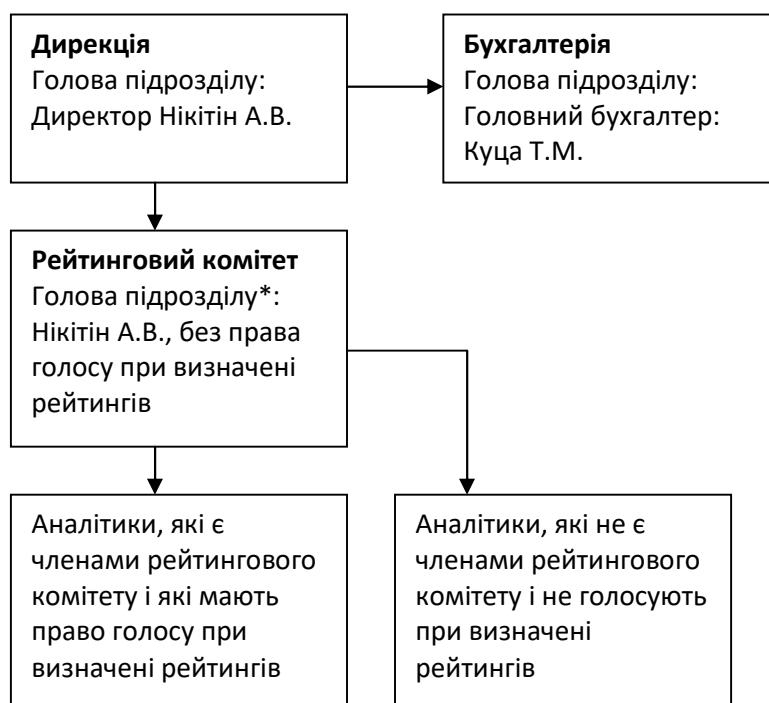 Дирекція
Голова підрозділу:
Директор Нікітін А.В.
Бухгалтерія
Голова підрозділу:
Головний бухгалтер:
Куца Т.М.
Рейтинговий комітет
Голова підрозділу*:
Нікітін А.В., без права
голосу при визначені
рейтингів
Аналітики, які є
членами рейтингового
комітету і які мають
право голосу при
визначені рейтингів
Аналітики, які не є
членами рейтингового
комітету і не голосують
при визначені
рейтингів